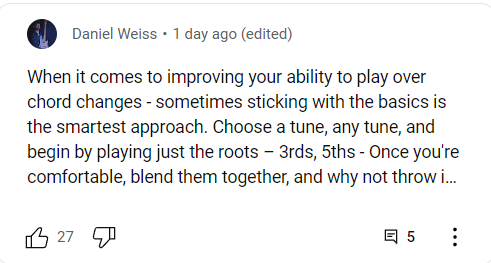 Daniel Weiss • 1 day ago (edited)
When it comes to improving your ability to play over
chord changes - sometimes sticking with the basics is
the smartest approach. Choose a tune, any tune, and
begin by playing just the roots – 3rds, 5ths - Once you're
comfortable, blend them together, and why not throw i...
27
5